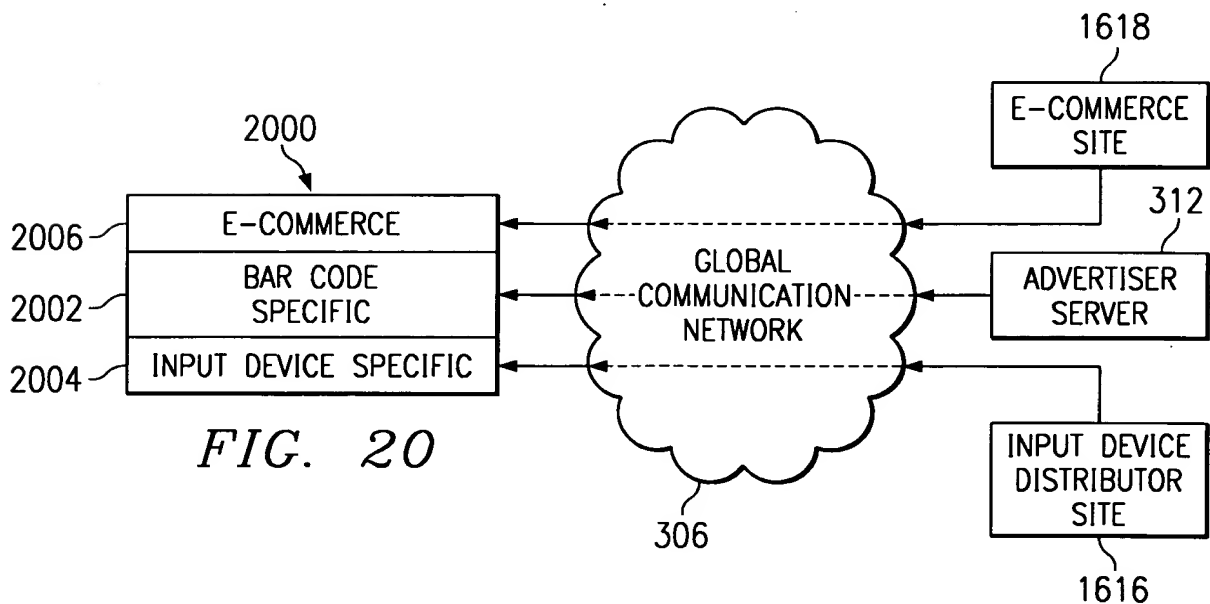 1618
E-COMMERCE
SITE
2000
2006
E-COMMERCE
312
2002
BAR CODE
SPECIFIC
GLOBAL
COMMUNICATION
NETWORK
ADVERTISER
SERVER
2004
INPUT DEVICE SPECIFIC
FIG. 20
306
INPUT DEVICE
DISTRIBUTOR
SITE
1616